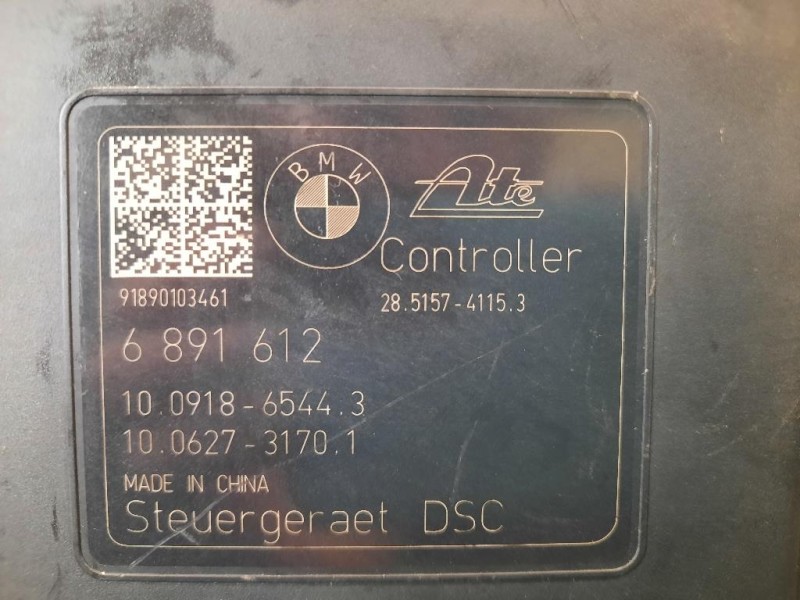 BMW
Ate
Controller
91890103461
28.5157-4115.3
6 891 612
10.0918-6544.3
10.0627-3170.1
MADE IN CHINA
Steuergeraet DSC